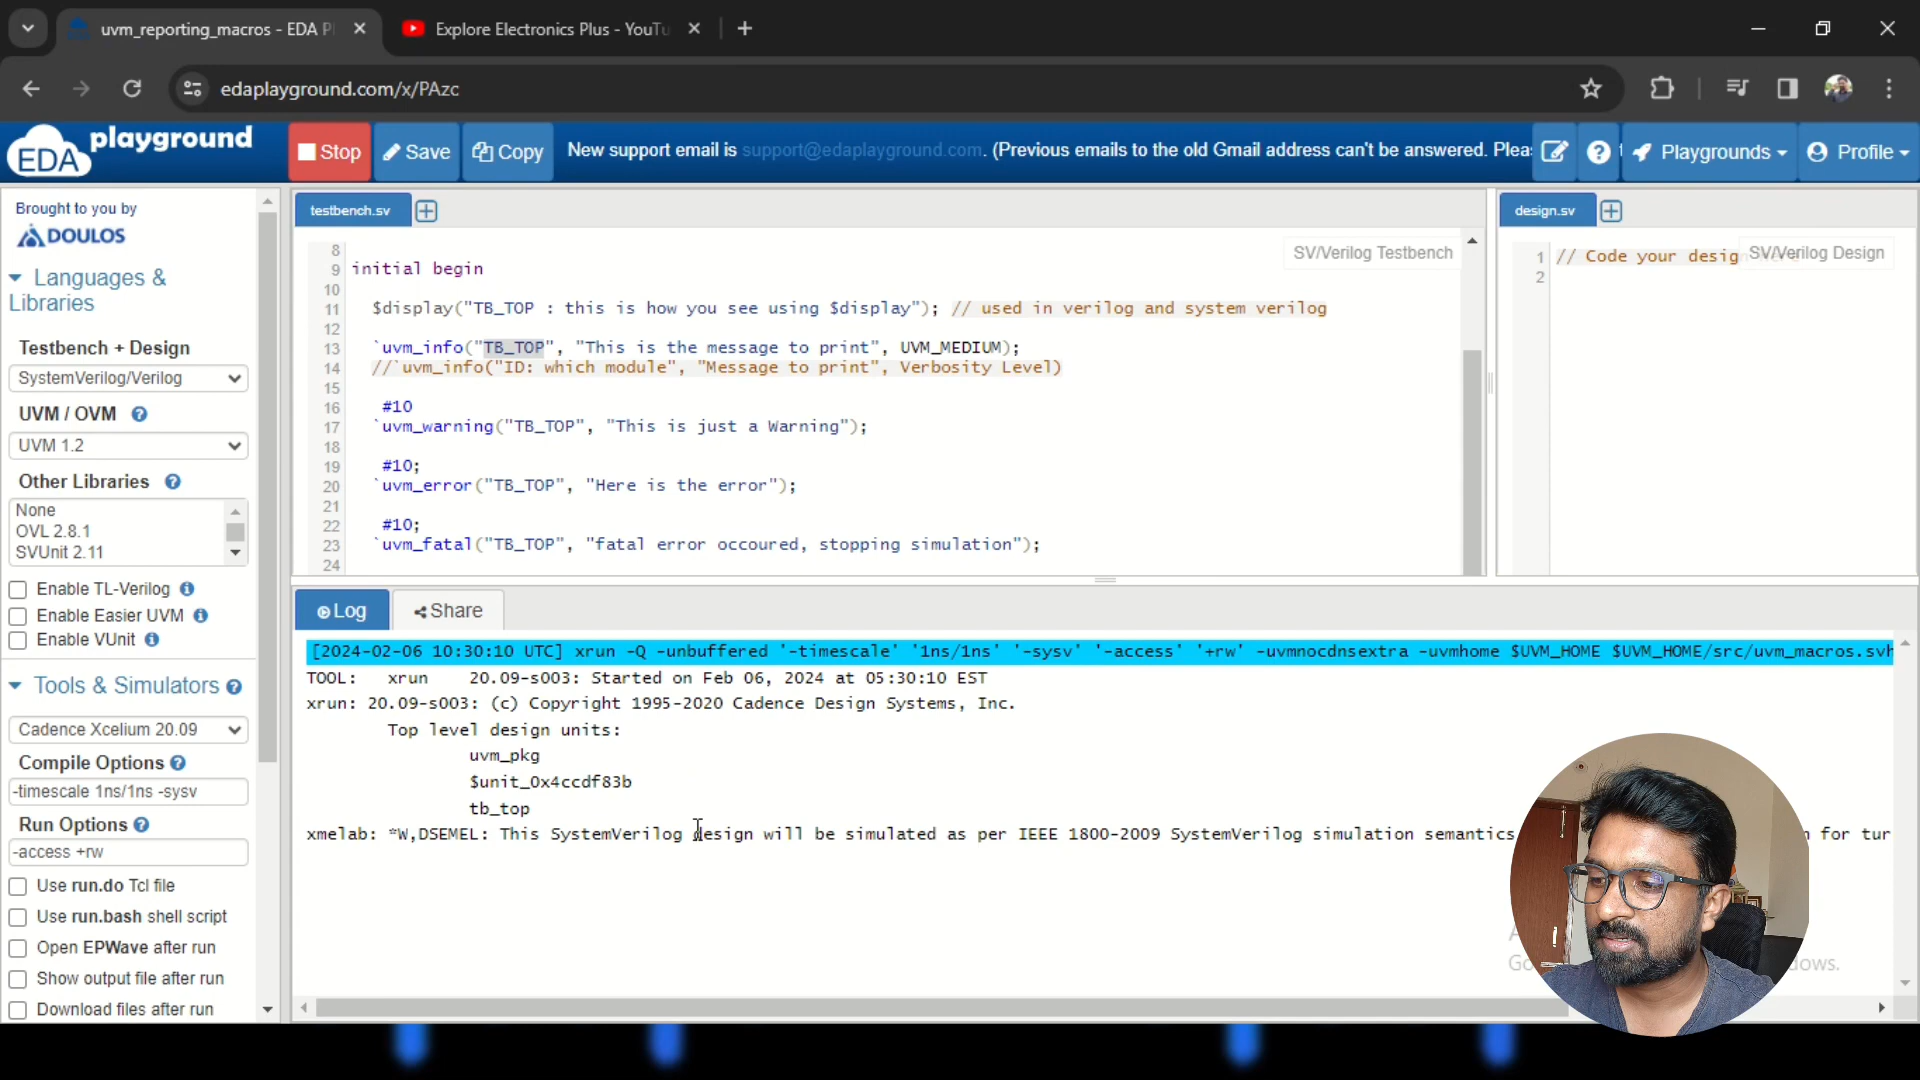 uvm_reporting_macros - EDA P
Explore Electronics Plus - YouTu
edaplayground.com/x/PAzc
EDA playground
Stop
Save
Copy
New support email is support@edaplayground.com. (Previous emails to the old Gmail address can't be answered. Pleas
Playgrounds
Profile
Brought to you by
DOULOS
Languages &
Libraries
Testbench + Design
SystemVerilog/Verilog
UVM / OVM
UVM 1.2
Other Libraries
None
OVL 2.8.1
SVUnit 2.11
Enable TL-Verilog
Enable Easier UVM
Enable VUnit
Tools & Simulators
Cadence Xcelium 20.09
Compile Options
-timescale 1ns/1ns -sysv
Run Options
-access +rw
Use run.do Tcl file
Use run.bash shell script
Open EPWave after run
Show output file after run
Download files after run
testbench.sv
SV/Verilog Testbench
8
9 initial begin
10
11 $display("TB_TOP : this is how you see using $display"); // used in verilog and system verilog
12
13 `uvm_info("TB_TOP", "This is the message to print", UVM_MEDIUM);
14 //`uvm_info("ID: which module", "Message to print", Verbosity Level)
15
16 #10
17 `uvm_warning("TB_TOP", "This is just a Warning");
18
19 #10;
20 `uvm_error("TB_TOP", "Here is the error");
21
22 #10;
23 `uvm_fatal("TB_TOP", "fatal error occoured, stopping simulation");
24
design.sv
SV/Verilog Design
1 // Code your design
2
Log
Share
[2024-02-06 10:30:10 UTC] xrun -Q -unbuffered '-timescale' '1ns/1ns' '-sysv' '-access' '+rw' -uvmnocdnsextra -uvmhome $UVM_HOME $UVM_HOME/src/uvm_macros.svh
TOOL: xrun 20.09-s003: Started on Feb 06, 2024 at 05:30:10 EST
xrun: 20.09-s003: (c) Copyright 1995-2020 Cadence Design Systems, Inc.
Top level design units:
uvm_pkg
$unit_0x4ccdf83b
tb_top
xmelab: *W,DSEMEL: This SystemVerilog design will be simulated as per IEEE 1800-2009 SystemVerilog simulation semantics for tur